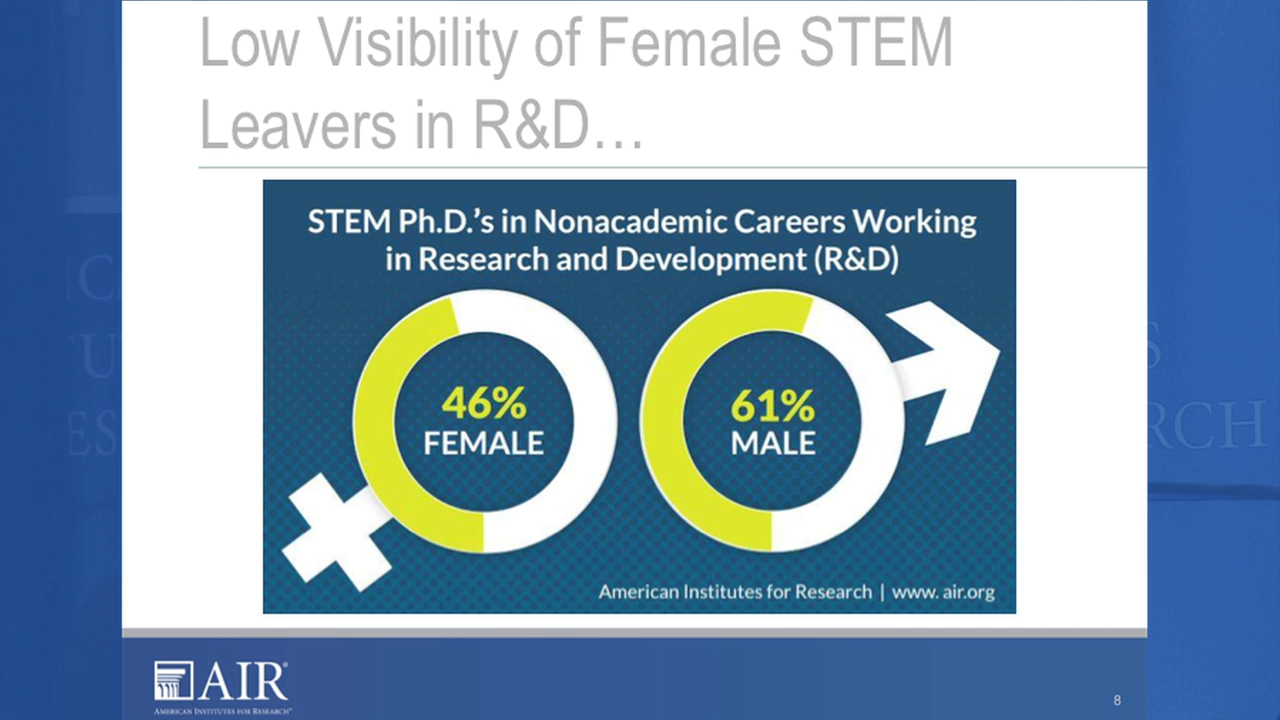 Low Visibility of Female STEM
Leavers in R&D…
STEM Ph.D.'s in Nonacademic Careers Working
in Research and Development (R&D)
46%
FEMALE
61%
MALE
American Institutes for Research | www. air.org
AIR®
AMERICAN INSTITUTES FOR RESEARCH®
8